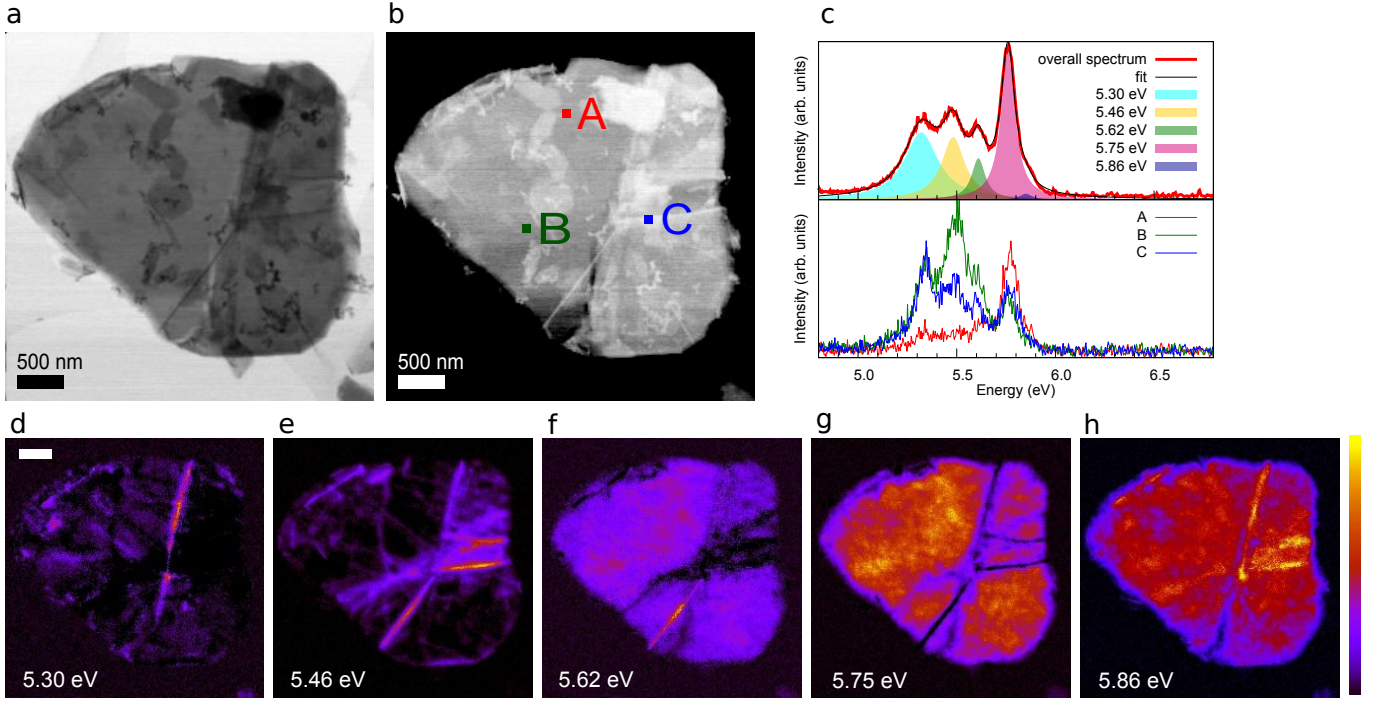 a
b
c
A
B
C
500 nm
500 nm
Intensity (arb. units)
overall spectrum
fit
5.30 eV
5.46 eV
5.62 eV
5.75 eV
5.86 eV
Intensity (arb. units)
A
B
C
5.0
5.5
6.0
6.5
Energy (eV)
d
e
f
g
h
5.30 eV
5.46 eV
5.62 eV
5.75 eV
5.86 eV